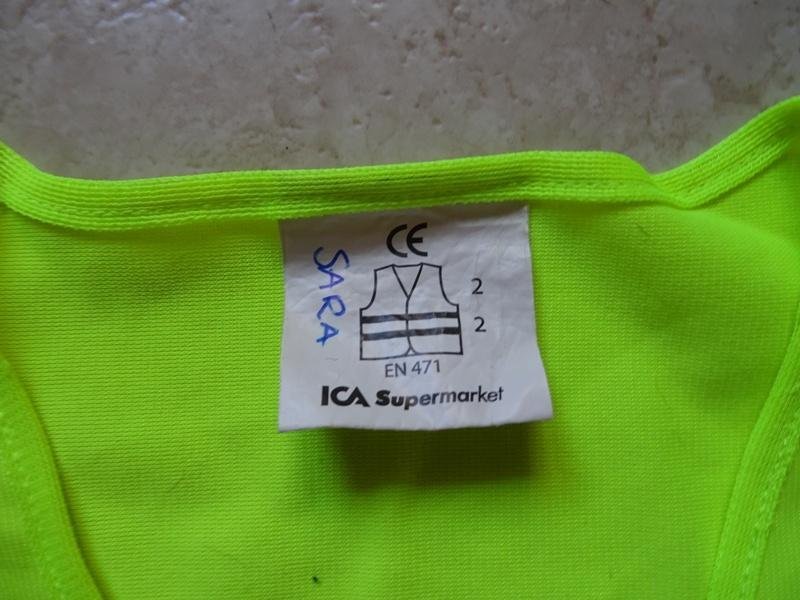 CE
SARA
2
2
EN 471
ICA Supermarket